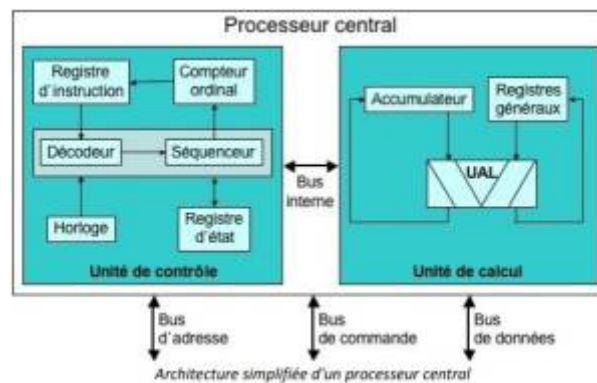 Processeur central
Registre
d'instruction
Compteur
ordinal
Décodeur
Séquenceur
Horloge
Registre
d'état
Unité de contrôle
Bus
interne
Accumulateur
Registres
généraux
UAL
Unité de calcul
Bus
d'adresse
Bus
de commande
Bus
de données
Architecture simplifiée d'un processeur central